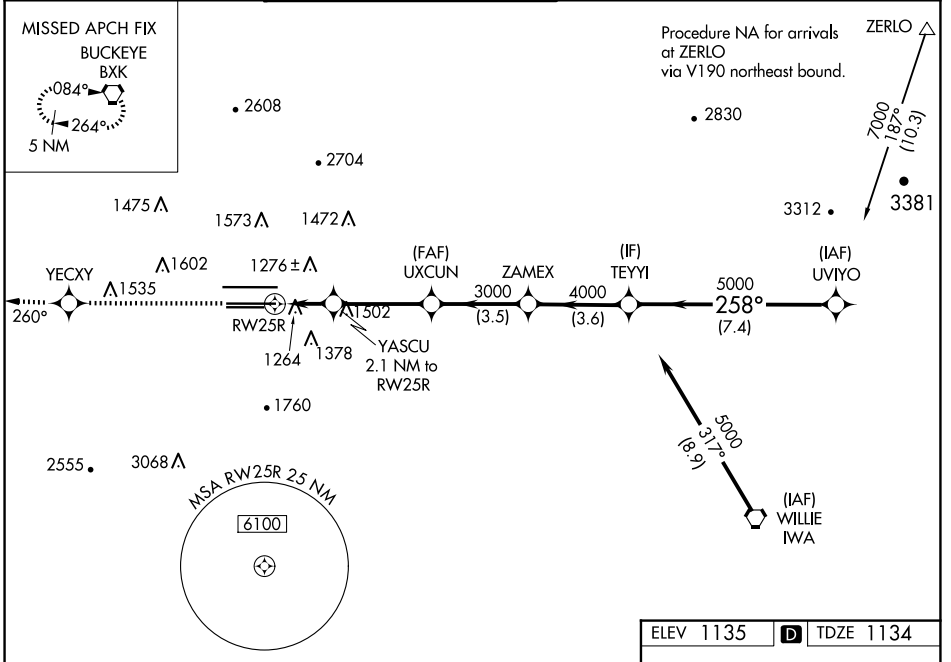 MISSED APCH FIX
BUCKEYE
BXK
084°
264°
5 NM
Procedure NA for arrivals
at ZERLO
via V190 northeast bound.
ZERLO
7000
187°
(10.3)
2608
2830
2704
3381
3312
1475
1573
1472
1602
1276±
1535
YECXY
260°
RW25R
1264
1378
1502
YASCU
2.1 NM to
RW25R
(FAF)
UXCUN
3000
(3.5)
ZAMEX
4000
(3.6)
(IF)
TEYYI
5000
258°
(7.4)
(IAF)
UVIYO
1760
2555
3068
5000
317°
(8.9)
(IAF)
WILLIE
IWA
MSA RW25R 25 NM
6100
ELEV 1135 D TDZE 1134